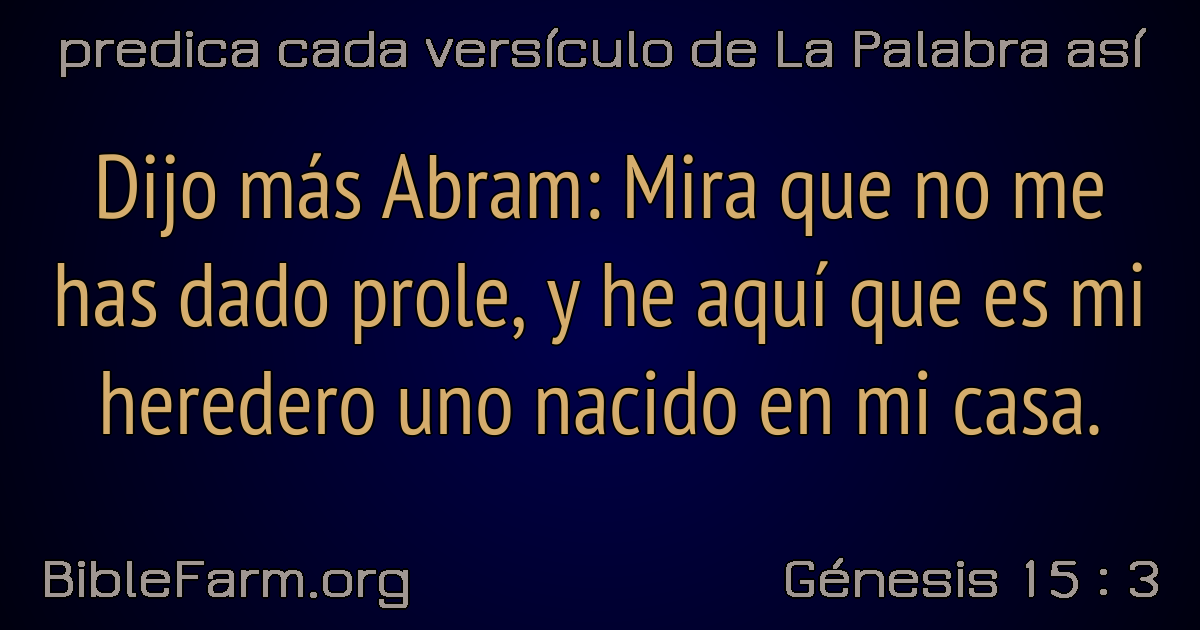 predica cada versículo de La Palabra así
Dijo más Abram: Mira que no me
has dado prole, y he aquí que es mi
heredero uno nacido en mi casa.
BibleFarm.org
Génesis 15 : 3